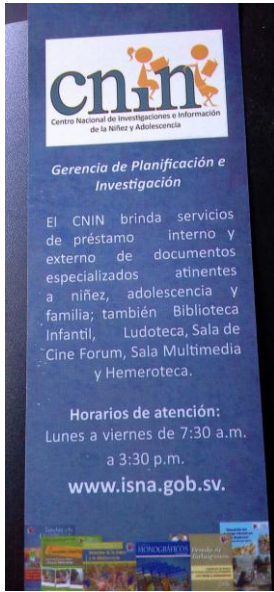 cnin
Centro Nacional de Investigaciones e Información
de la Niñez y Adolescencia
Gerencia de Planificación e
Investigación
El CNIN brinda servicios
de préstamo interno y
externo de documentos
especializados atinentes
a niñez, adolescencia y
familia; también Biblioteca
Infantil, Ludoteca, Sala de
Cine Forum, Sala Multimedia
y Hemeroteca.
Horarios de atención:
Lunes a viernes de 7:30 a.m.
a 3:30 p.m.
www.isna.gob.sv.
MONOGRÁFICOS